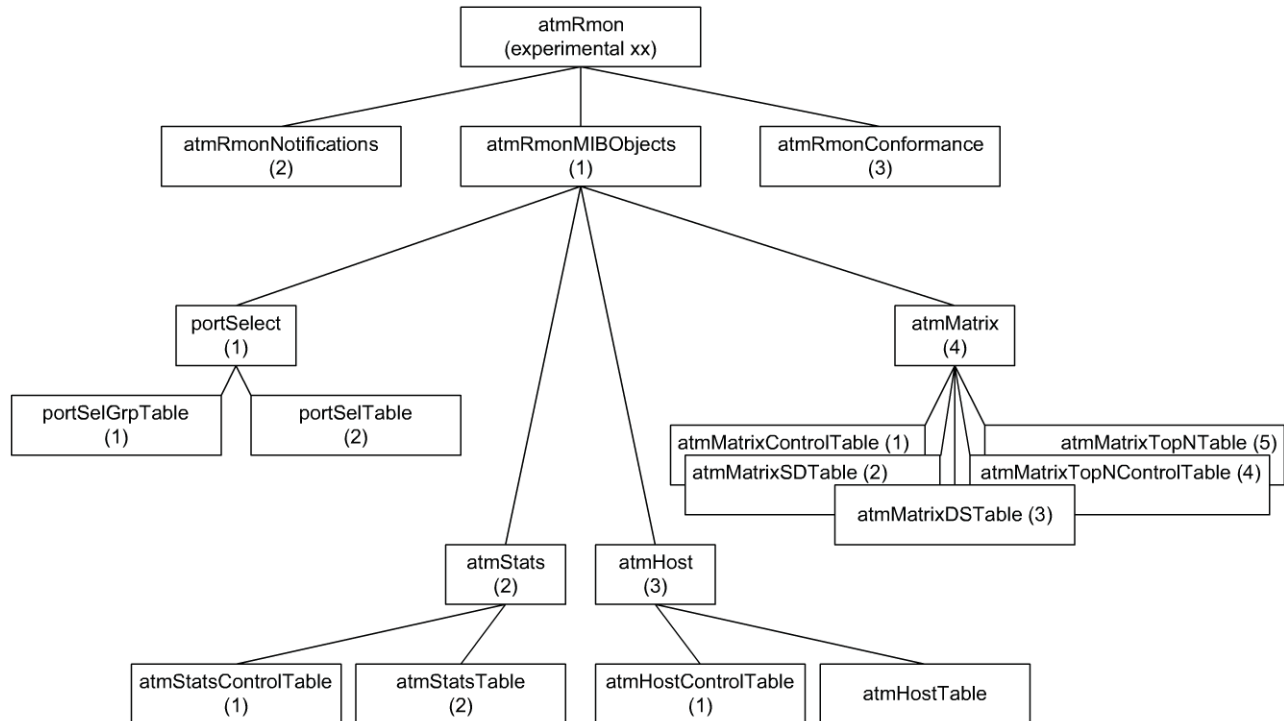 atmRmon
(experimental xx)
atmRmonNotifications
(2)
atmRmonMIBObjects
(1)
atmRmonConformance
(3)
portSelect
(1)
atmMatrix
(4)
portSelGrpTable
(1)
portSelTable
(2)
atmMatrixControlTable (1)
atmMatrixTopNTable (5)
atmMatrixSDTable (2)
atmMatrixTopNControlTable (4)
atmMatrixDSTable (3)
atmStats
(2)
atmHost
(3)
atmStatsControlTable
(1)
atmStatsTable
(2)
atmHostControlTable
(1)
atmHostTable